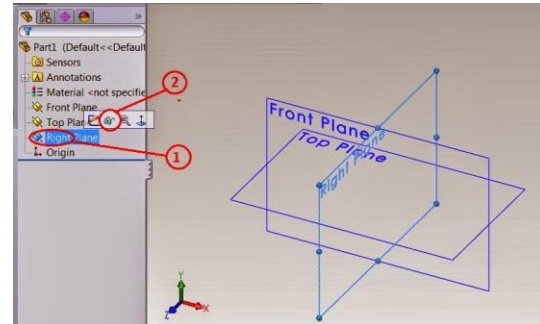 »
Part1 (Default<<Default
Sensors
A Annotations
Material <not specifie
Front Plane
Top Plan
Right Plane
Origin
2
1
Front Plane
Top Plane
Right Plane
Y
X
Z